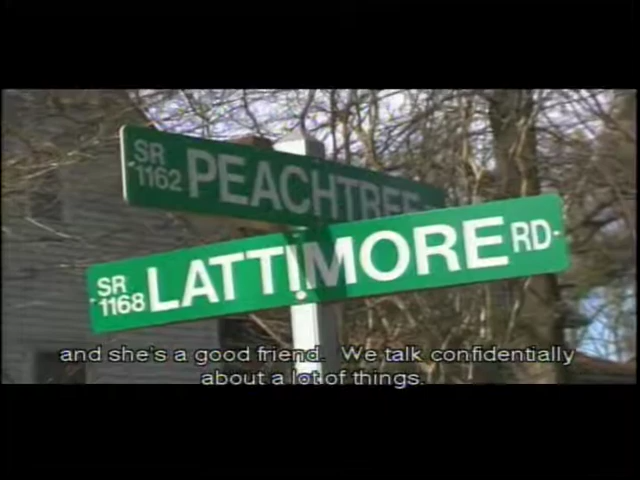 SR 1162 PEACHTREE
SR 1168 LATTIMORE RD
and she's a good friend. We talk confidentially
about a lot of things.